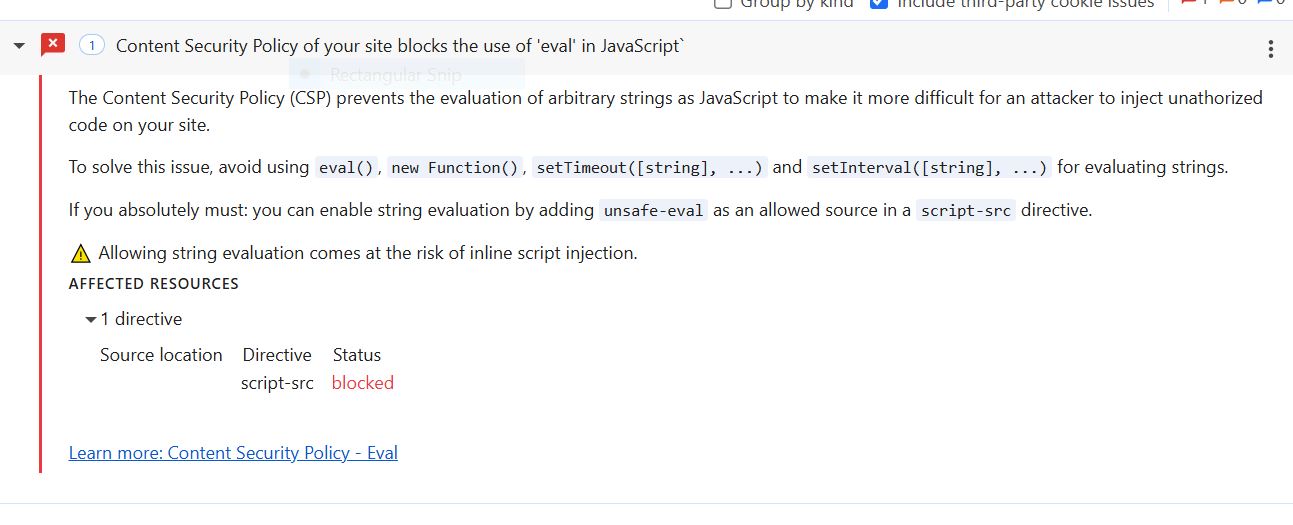 Group by kind Include third-party cookie issues 1 0 0
1 Content Security Policy of your site blocks the use of 'eval' in JavaScript`
Rectangular Snip
The Content Security Policy (CSP) prevents the evaluation of arbitrary strings as JavaScript to make it more difficult for an attacker to inject unathorized
code on your site.
To solve this issue, avoid using eval(), new Function(), setTimeout([string], ...) and setInterval([string], ...) for evaluating strings.
If you absolutely must: you can enable string evaluation by adding unsafe-eval as an allowed source in a script-src directive.
Allowing string evaluation comes at the risk of inline script injection.
AFFECTED RESOURCES
1 directive
Source location Directive Status
script-src blocked
Learn more: Content Security Policy - Eval